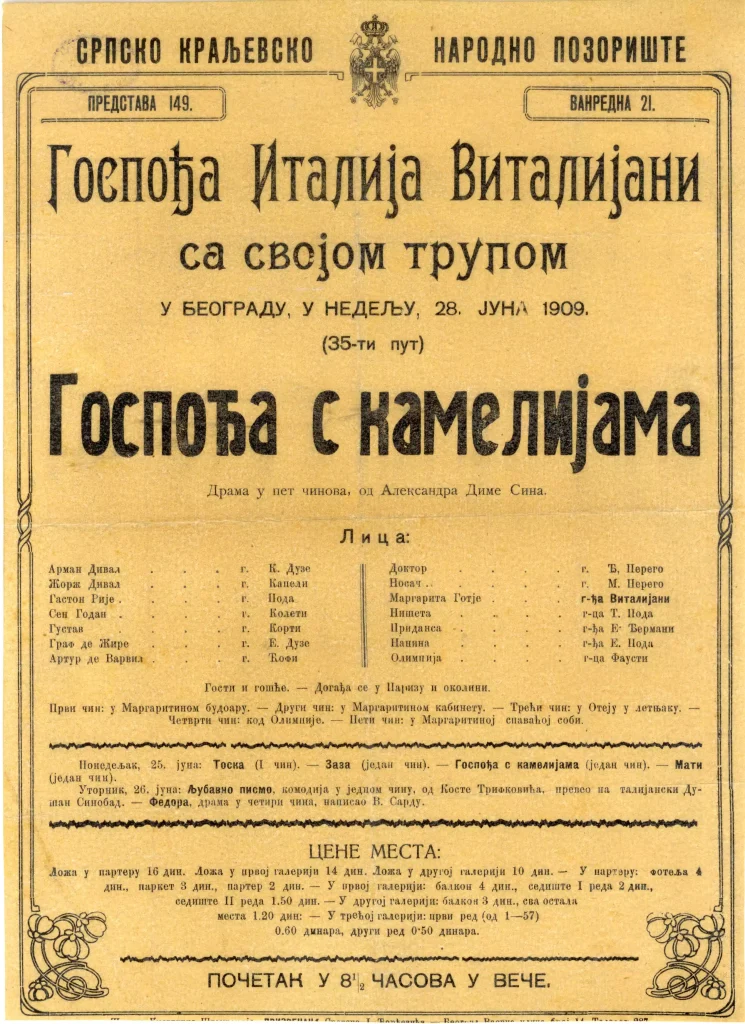 СРПСКО КРАЉЕВСКО НАРОДНО ПОЗОРИШТЕ
ПРЕДСТАВА 149. ВАНРЕДНА 21.
Госпођа Италија Виталијани
са својом трупом
У БЕОГРАДУ, У НЕДЕЉУ, 28. ЈУНА 1909.
(35-ти пут)
Госпођа с камелијама
Драма у пет чинова, од Александра Диме Сина.
Лица:
Арман Дивал . . . . г. К. Дузе
Жорж Дивал . . . . г. Капели
Гастон Рије . . . . г. Пода
Сен Годан . . . . г. Колети
Густав . . . . г. Корти
Граф де Жире . . . г. Е. Дузе
Артур де Варвил . . . г. Ћофи
Доктор . . . . г. Ђ, Перего
Носач . . . . . г. М. Перего
Маргарита Готје . . . г-ђа Виталијани
Нишета . . . . г-ца Т. Пода
Приданса . . . . г-ђа Е· Ђермани
Нанина . . . . г-ђа Е. Пода
Олимпија . . . . г-ца Фаусти
Гости и гошће. — Догађа се у Паризу и околини.
Први чин: у Маргаритином будоару. — Други чин: у Маргаритином кабинету. — Трећи чин: у Отеју у летњаку. —
Четврти чин: код Олимпије. — Пети чин: у Маргаритиној спаваћој соби.
Понедељак, 25. јуна: Тоска (I чин). — Заза (један чин). — Госпођа с камелијама (један чин). — Мати
(један чин).
Уторник, 26. јуна: Љубавно писмо, комодија у једном чину, од Косте Трифковића, превео на талијански Ду-
шан Синобад. — Федора, драма у четири чина, написао В. Сарду.
ЦЕНЕ МЕСТА:
Ложа у партеру 16 дин. Ложа у првој галерији 14 дин. Ложа у другој галерији 10 дин. — У партеру: фотеља 4
дин., паркет 3 дин., партер 2 дин. — У првој галерији: балкон 4 дин., седиште I реда 2 дин.,
седиште II реда 1.50 дин. — У другој галерији: балкон 3 дин., сва остала
места 1.20 дин: — У трећој галерији: први ред (од 1—57)
0.60 динара, други ред 0·50 динара.
ПОЧЕТАК У 8½ ЧАСОВА У ВЕЧЕ.